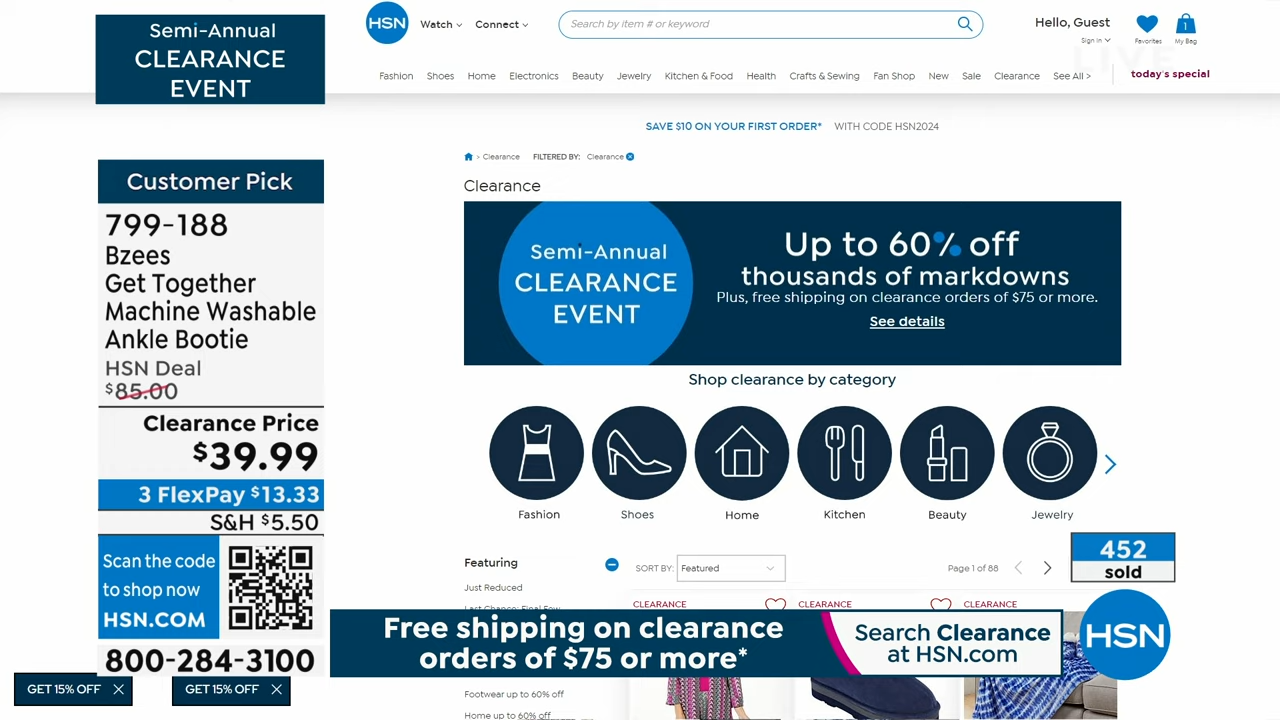 Semi-Annual
CLEARANCE
EVENT
HSN
Watch
Connect
Search by item # or keyword
Hello, Guest
Sign In
Favorites
1
My Bag
LIVE
Fashion Shoes Home Electronics Beauty Jewelry Kitchen & Food Health Crafts & Sewing Fan Shop New Sale Clearance See All > today's special
SAVE $10 ON YOUR FIRST ORDER* WITH CODE HSN2024
> Clearance FILTERED BY: Clearance
Clearance
Semi-Annual
CLEARANCE
EVENT
Up to 60% off
thousands of markdowns
Plus, free shipping on clearance orders of $75 or more.
See details
Shop clearance by category
Fashion Shoes Home Kitchen Beauty Jewelry
Customer Pick
799-188
Bzees
Get Together
Machine Washable
Ankle Bootie
HSN Deal
$85.00
Clearance Price
$39.99
3 FlexPay $13.33
S&H $5.50
Scan the code
to shop now
HSN.COM
800-284-3100
GET 15% OFF
GET 15% OFF
Featuring
Just Reduced
Last Chance: Final Few
SORT BY: Featured
Page 1 of 88
452
sold
CLEARANCE CLEARANCE CLEARANCE
Free shipping on clearance
orders of $75 or more*
Search Clearance
at HSN.com
HSN
Footwear up to 60% off
Home up to 60% off